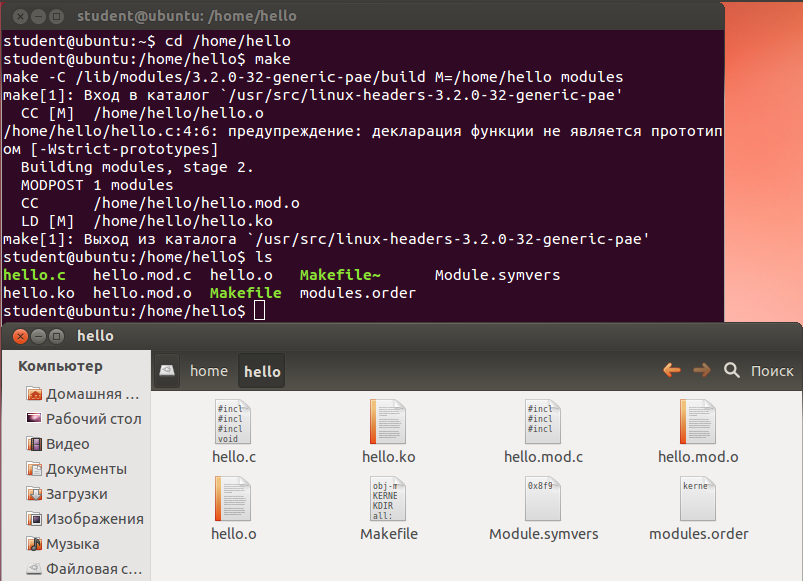 student@ubuntu: /home/hello
student@ubuntu:~$ cd /home/hello
student@ubuntu:/home/hello$ make
make -C /lib/modules/3.2.0-32-generic-pae/build M=/home/hello modules
make[1]: Вход в каталог `/usr/src/linux-headers-3.2.0-32-generic-pae'
  CC [M]  /home/hello/hello.o
/home/hello/hello.c:4:6: предупреждение: декларация функции не является прототип
ом [-Wstrict-prototypes]
  Building modules, stage 2.
  MODPOST 1 modules
  CC      /home/hello/hello.mod.o
  LD [M]  /home/hello/hello.ko
make[1]: Выход из каталога `/usr/src/linux-headers-3.2.0-32-generic-pae'
student@ubuntu:/home/hello$ ls
hello.c   hello.mod.c  hello.o   Makefile~      Module.symvers
hello.ko  hello.mod.o  Makefile  modules.order
student@ubuntu:/home/hello$
hello
Компьютер
home hello
Поиск
Домашняя ...
Рабочий стол
Видео
Документы
Загрузки
Изображения
Музыка
Файловая с...
#incl
#incl
#incl
void
hello.c
hello.ko
#incl
#incl
#incl
hello.mod.c
hello.mod.o
hello.o
obj-m
KERNE
KDIR
all:
Makefile
0x8f9
Module.symvers
kerne
modules.order